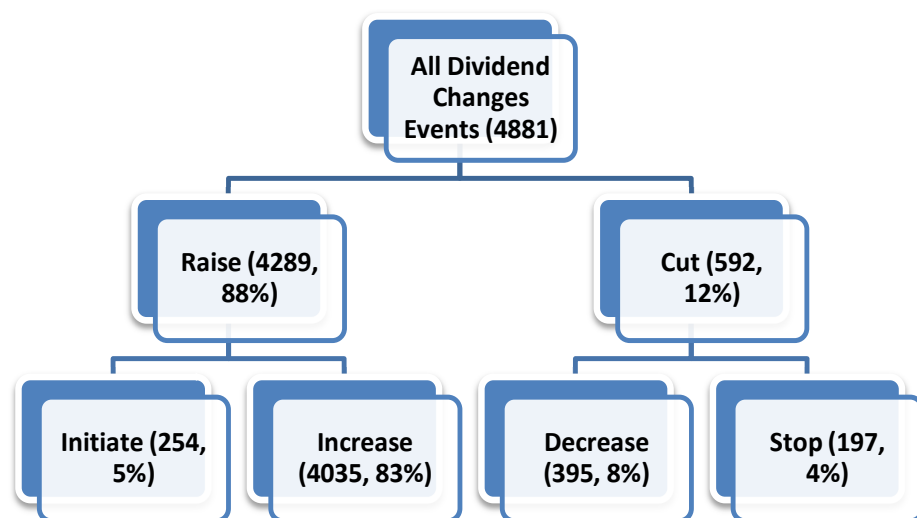 All Dividend
Changes
Events (4881)
Raise (4289,
88%)
Cut (592,
12%)
Initiate (254,
5%)
Increase
(4035, 83%)
Decrease
(395, 8%)
Stop (197,
4%)